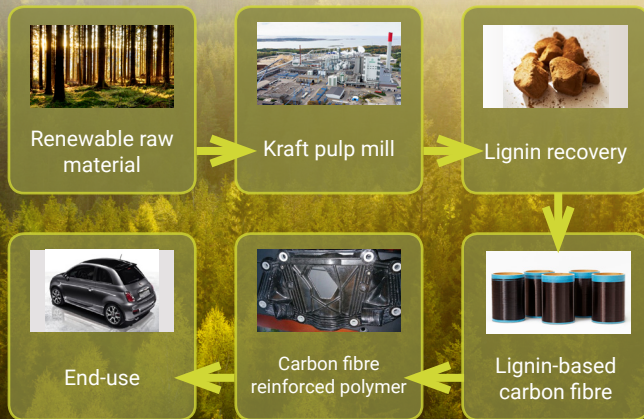 Renewable raw
material
Kraft pulp mill
Lignin recovery
End-use
Carbon fibre
reinforced polymer
Lignin-based
carbon fibre